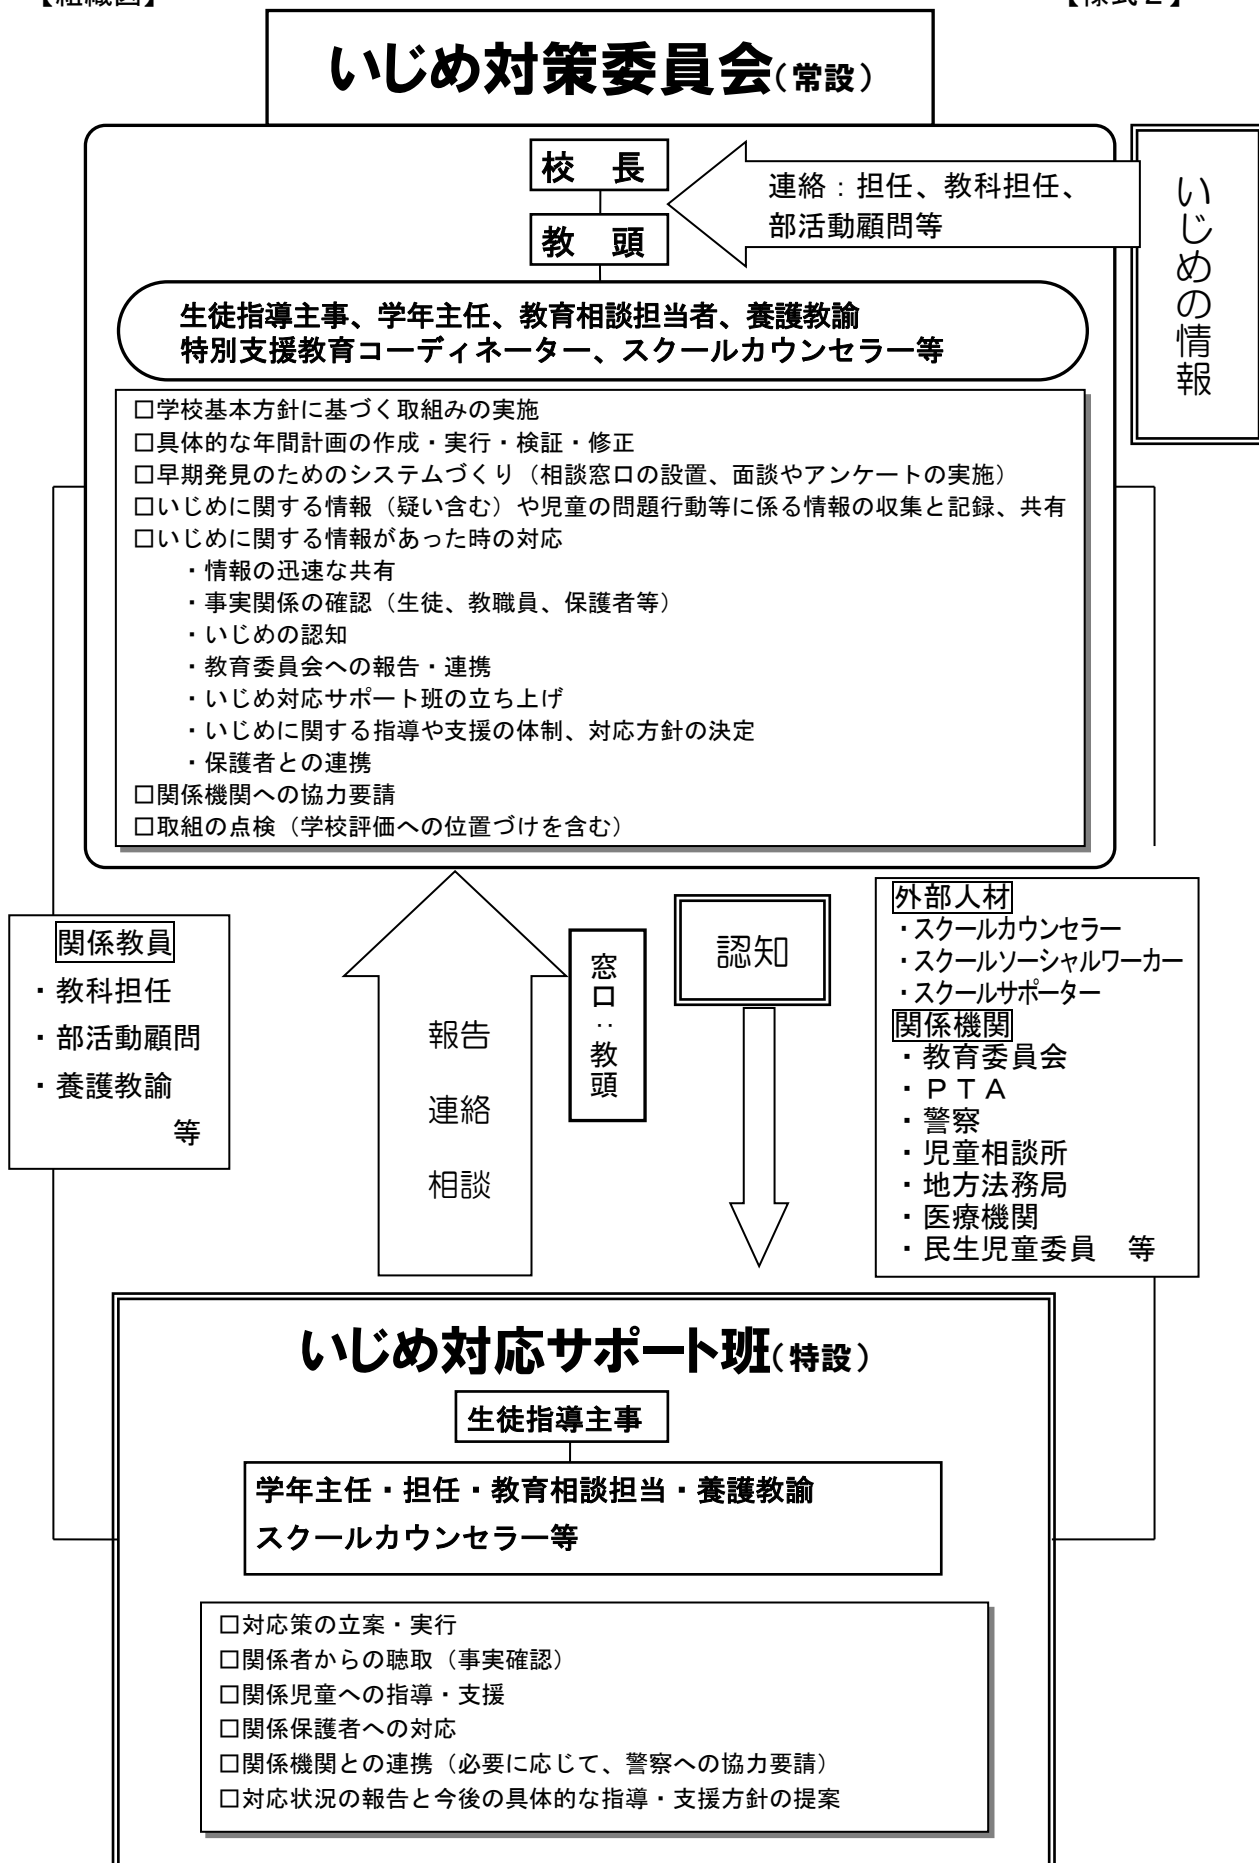 【組織図】
【様式２】
いじめ対策委員会（常設）
校　長
教　頭
連絡：担任、教科担任、
部活動顧問等
いじめの情報
生徒指導主事、学年主任、教育相談担当者、養護教諭
特別支援教育コーディネーター、スクールカウンセラー等
□学校基本方針に基づく取組みの実施
□具体的な年間計画の作成・実行・検証・修正
□早期発見のためのシステムづくり（相談窓口の設置、面談やアンケートの実施）
□いじめに関する情報（疑い含む）や児童の問題行動等に係る情報の収集と記録、共有
□いじめに関する情報があった時の対応
・情報の迅速な共有
・事実関係の確認（生徒、教職員、保護者等）
・いじめの認知
・教育委員会への報告・連携
・いじめ対応サポート班の立ち上げ
・いじめに関する指導や支援の体制、対応方針の決定
・保護者との連携
□関係機関への協力要請
□取組の点検（学校評価への位置づけを含む）
関係教員
・教科担任
・部活動顧問
・養護教諭
等
報告
連絡
相談
窓口：教頭
認知
外部人材
・スクールカウンセラー
・スクールソーシャルワーカー
・スクールサポーター
関係機関
・教育委員会
・ＰＴＡ
・警察
・児童相談所
・地方法務局
・医療機関
・民生児童委員　等
いじめ対応サポート班（特設）
生徒指導主事
学年主任・担任・教育相談担当・養護教諭
スクールカウンセラー等
□対応策の立案・実行
□関係者からの聴取（事実確認）
□関係児童への指導・支援
□関係保護者への対応
□関係機関との連携（必要に応じて、警察への協力要請）
□対応状況の報告と今後の具体的な指導・支援方針の提案